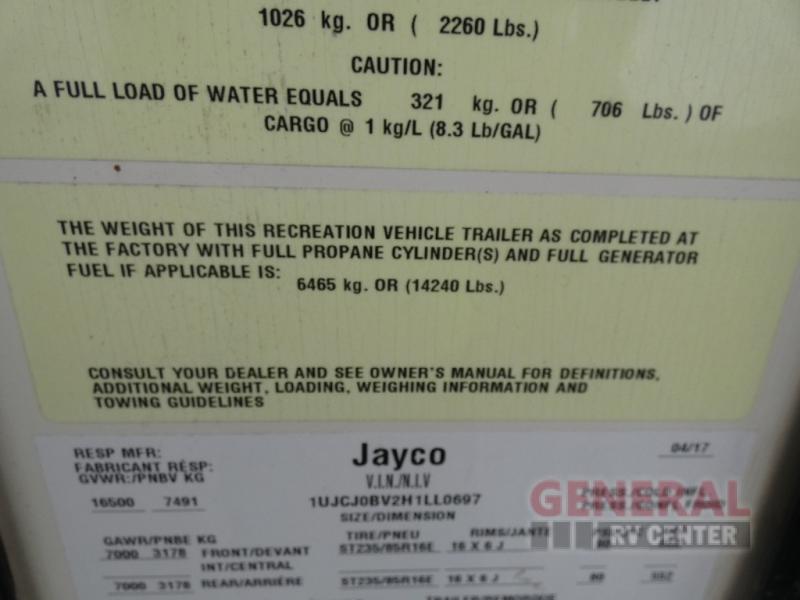 1026 kg. OR ( 2260 Lbs.)
CAUTION:
A FULL LOAD OF WATER EQUALS 321 kg. OR ( 706 Lbs. ) OF
CARGO @ 1 kg/L (8.3 Lb/GAL)
THE WEIGHT OF THIS RECREATION VEHICLE TRAILER AS COMPLETED AT
THE FACTORY WITH FULL PROPANE CYLINDER(S) AND FULL GENERATOR
FUEL IF APPLICABLE IS:
6465 kg. OR (14240 Lbs.)
CONSULT YOUR DEALER AND SEE OWNER'S MANUAL FOR DEFINITIONS,
ADDITIONAL WEIGHT, LOADING, WEIGHING INFORMATION AND
TOWING GUIDELINES
RESP MFR: Jayco 04/17
FABRICANT RÉSP:
GVWR:/PNBV KG V.I.N./N.I.V
16500 7491 1UJCJ0BV2H1LL0697
SIZE/DIMENSION
GENERAL
RV CENTER
GAWR/PNBE KG TIRE/PNEU RIMS/JANTE
7000 3178 FRONT/DEVANT ST235/85R16E 16 X 6 J
INT/CENTRAL
7000 3178 REAR/ARRIÈRE ST235/85R16E 16 X 6 J 80 552